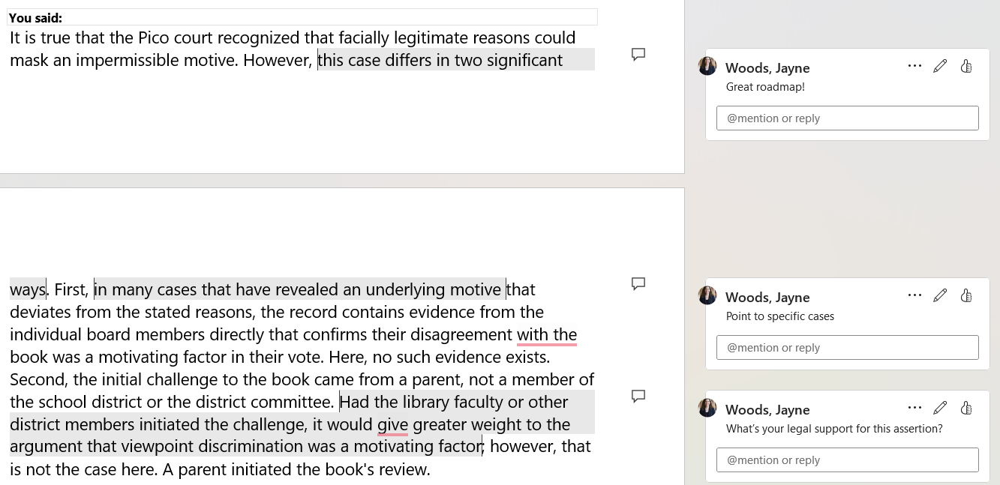 You said:
It is true that the Pico court recognized that facially legitimate reasons could
mask an impermissible motive. However, this case differs in two significant
Woods, Jayne
Great roadmap!
@mention or reply
ways. First, in many cases that have revealed an underlying motive that
deviates from the stated reasons, the record contains evidence from the
individual board members directly that confirms their disagreement with the
book was a motivating factor in their vote. Here, no such evidence exists.
Second, the initial challenge to the book came from a parent, not a member of
the school district or the district committee. Had the library faculty or other
district members initiated the challenge, it would give greater weight to the
argument that viewpoint discrimination was a motivating factor; however, that
is not the case here. A parent initiated the book's review.
Woods, Jayne
Point to specific cases
@mention or reply
Woods, Jayne
What's your legal support for this assertion?
@mention or reply